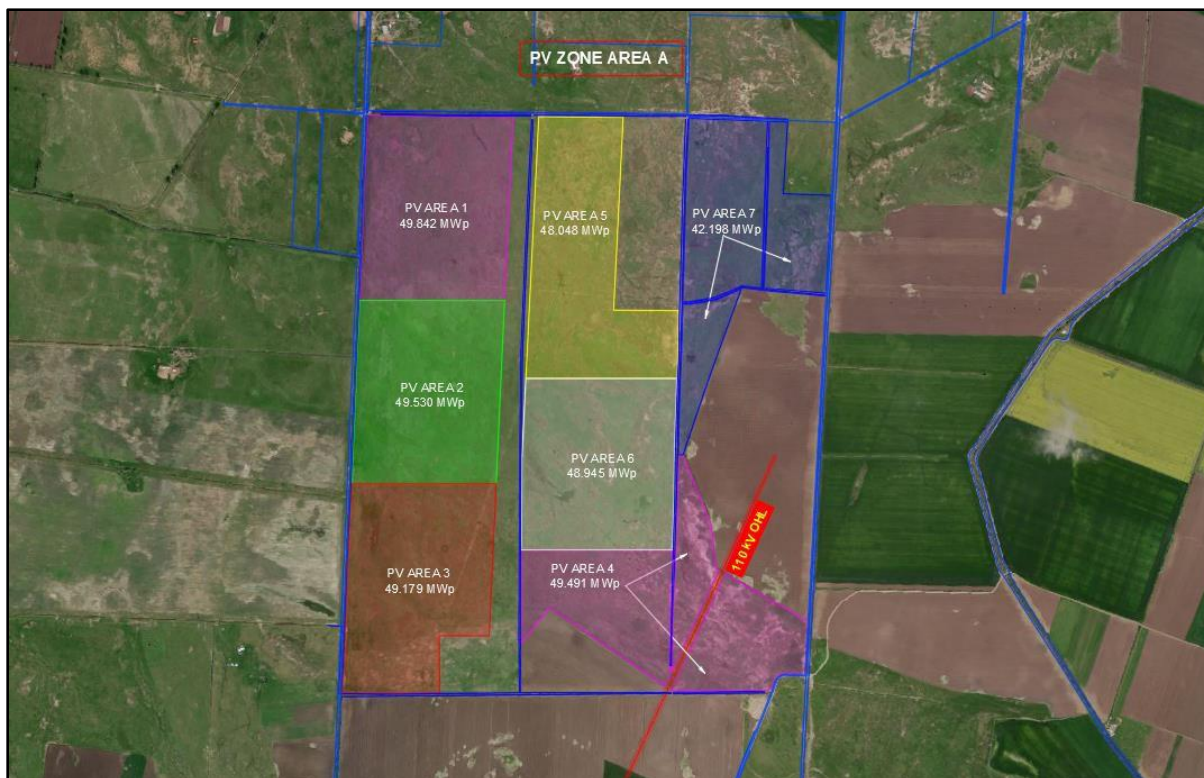 PV ZONE AREA A
PV AREA 1
49.842 MWp
PV AREA 5
48.048 MWp
PV AREA 7
42.198 MWp
PV AREA 2
49.530 MWp
PV AREA 6
48.945 MWp
PV AREA 3
49.179 MWp
PV AREA 4
49.491 MWp
110 kV OHL